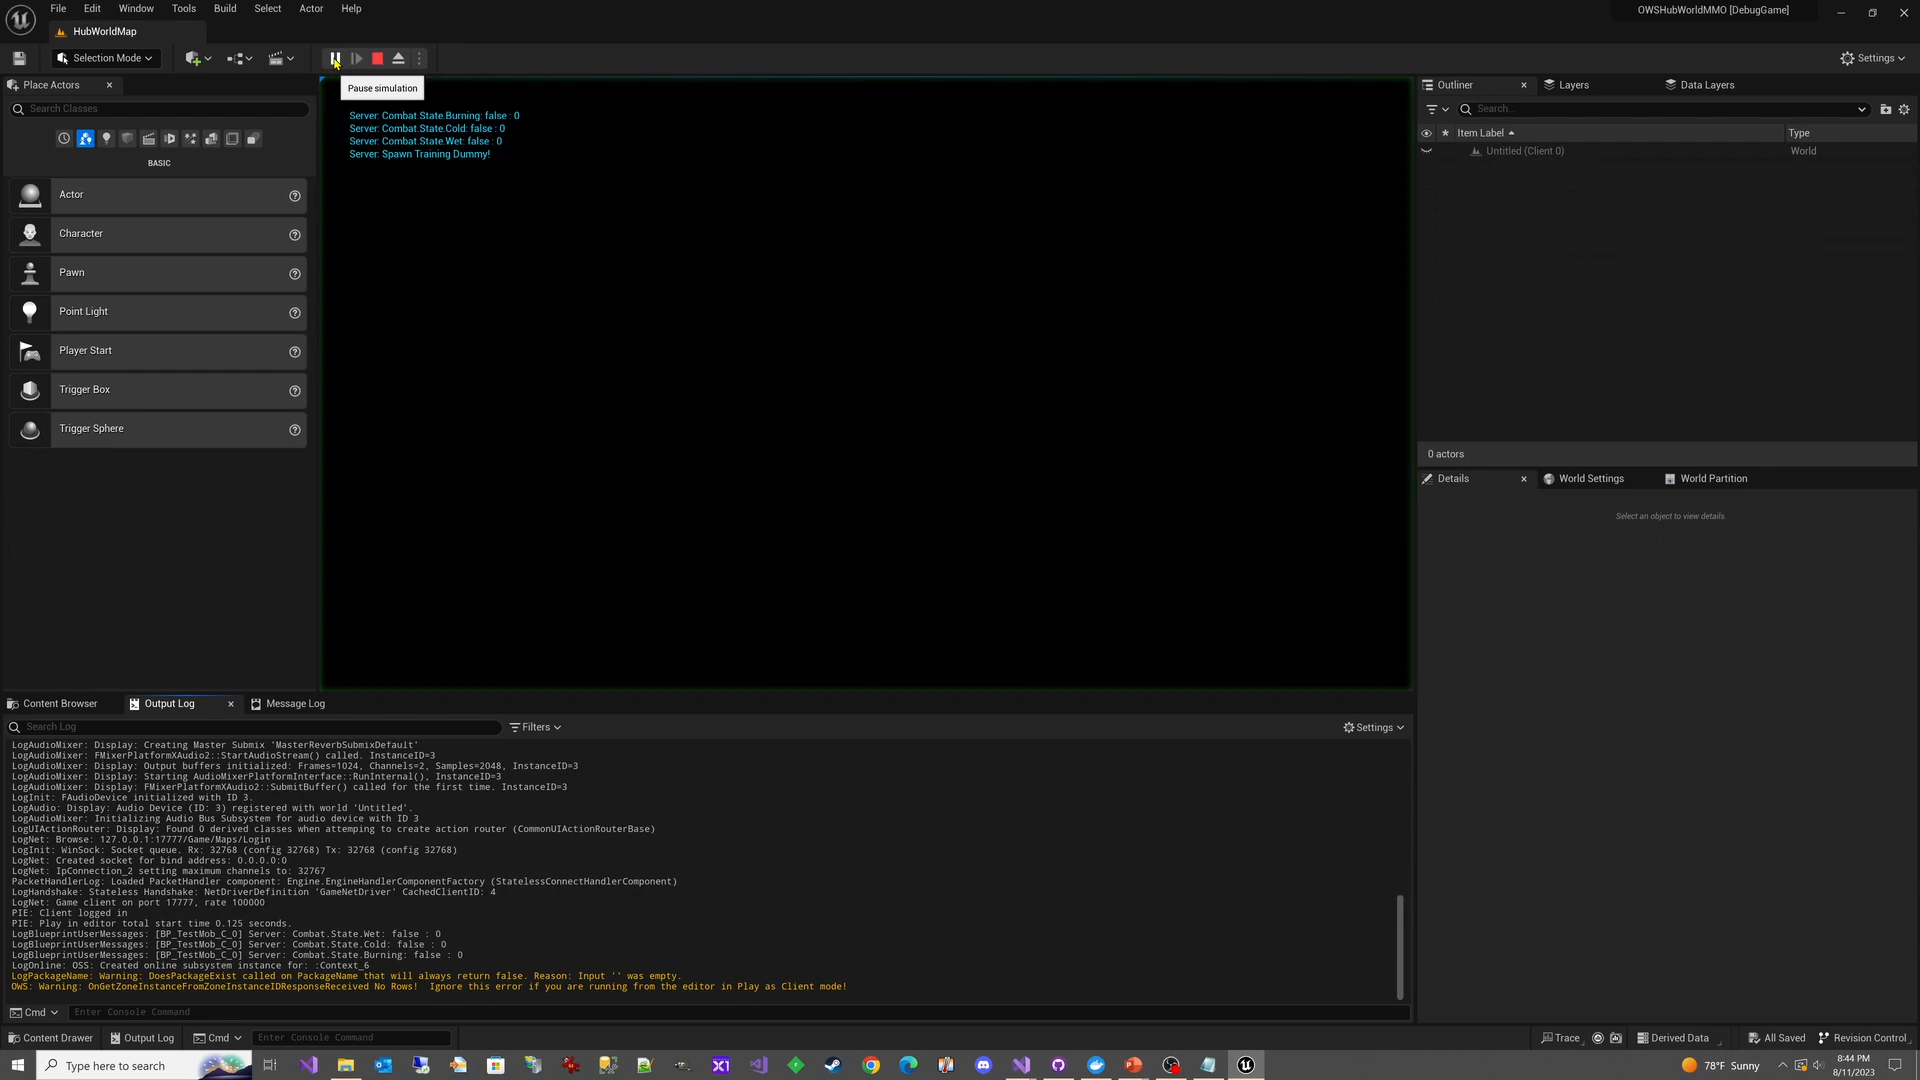 File Edit Window Tools Build Select Actor Help
OWSHubWorldMMO [DebugGame]
HubWorldMap
Selection Mode
Settings
Place Actors
Pause simulation
Outliner
Layers
Data Layers
Search Classes
Search...
Server: Combat.State.Burning: false : 0
Server: Combat.State.Cold: false : 0
Server: Combat.State.Wet: false : 0
Server: Spawn Training Dummy!
Item Label
Type
Untitled (Client 0)
World
BASIC
Actor
Character
Pawn
Point Light
Player Start
Trigger Box
Trigger Sphere
0 actors
Details
World Settings
World Partition
Select an object to view details.
Content Browser
Output Log
Message Log
Search Log
Filters
Settings
LogAudioMixer: Display: Creating Master Submix 'MasterReverbSubmixDefault'
LogAudioMixer: FMixerPlatformXAudio2::StartAudioStream() called. InstanceID=3
LogAudioMixer: Display: Output buffers initialized: Frames=1024, Channels=2, Samples=2048, InstanceID=3
LogAudioMixer: Display: Starting AudioMixerPlatformInterface::RunInternal(), InstanceID=3
LogAudioMixer: Display: FMixerPlatformXAudio2::SubmitBuffer() called for the first time. InstanceID=3
LogInit: FAudioDevice initialized with ID 3.
LogAudio: Display: Audio Device (ID: 3) registered with world 'Untitled'.
LogAudioMixer: Initializing Audio Bus Subsystem for audio device with ID 3
LogUIActionRouter: Display: Found 0 derived classes when attemping to create action router (CommonUIActionRouterBase)
LogNet: Browse: 127.0.0.1:17777/Game/Maps/Login
LogInit: WinSock: Socket queue. Rx: 32768 (config 32768) Tx: 32768 (config 32768)
LogNet: Created socket for bind address: 0.0.0.0:0
LogNet: IpConnection_2 setting maximum channels to: 32767
PacketHandlerLog: Loaded PacketHandler component: Engine.EngineHandlerComponentFactory (StatelessConnectHandlerComponent)
LogHandshake: Stateless Handshake: NetDriverDefinition 'GameNetDriver' CachedClientID: 4
LogNet: Game client on port 17777, rate 100000
PIE: Client logged in
PIE: Play in editor total start time 0.125 seconds.
LogBlueprintUserMessages: [BP_TestMob_C_0] Server: Combat.State.Wet: false : 0
LogBlueprintUserMessages: [BP_TestMob_C_0] Server: Combat.State.Cold: false : 0
LogBlueprintUserMessages: [BP_TestMob_C_0] Server: Combat.State.Burning: false : 0
LogOnline: OSS: Created online subsystem instance for: :Context_6
LogPackageName: Warning: DoesPackageExist called on PackageName that will always return false. Reason: Input '' was empty.
OWS: Warning: OnGetZoneInstanceFromZoneInstanceIDResponseReceived No Rows!  Ignore this error if you are running from the editor in Play as Client mode!
Cmd
Enter Console Command
Content Drawer
Output Log
Cmd
Enter Console Command
Trace
Derived Data
All Saved
Revision Control
Type here to search
X1
78°F Sunny
8:44 PM
8/11/2023